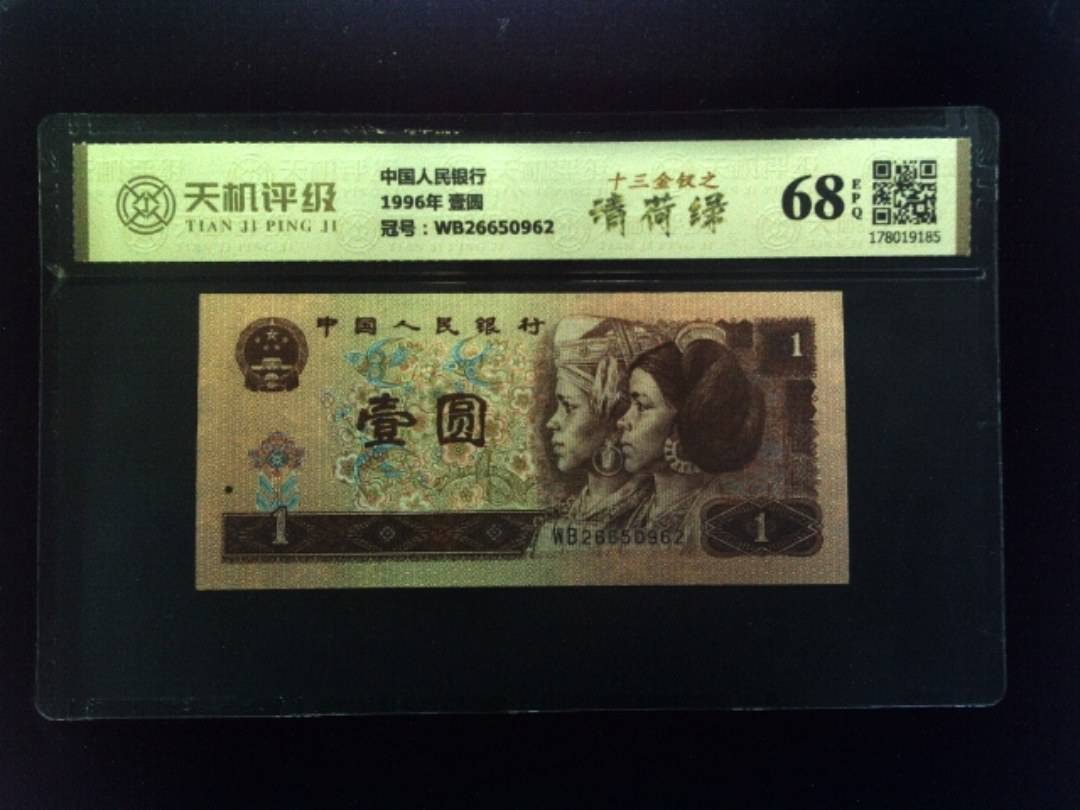 天机评级
TIAN JI PING JI
中国人民银行
1996年 壹圆
冠号：WB26650962
十三金钗之
清荷绿
68
EPQ
178019185
中国人民银行
1
壹圆
1
WB26650962
1